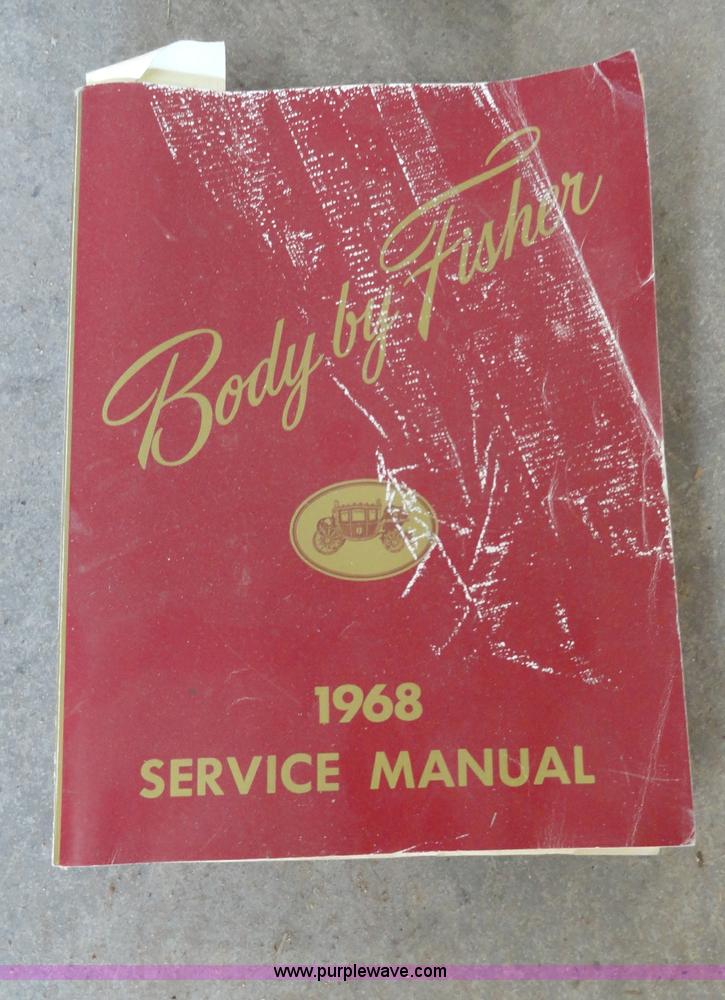 Body by Fisher
1968
SERVICE MANUAL
www.purplewave.com